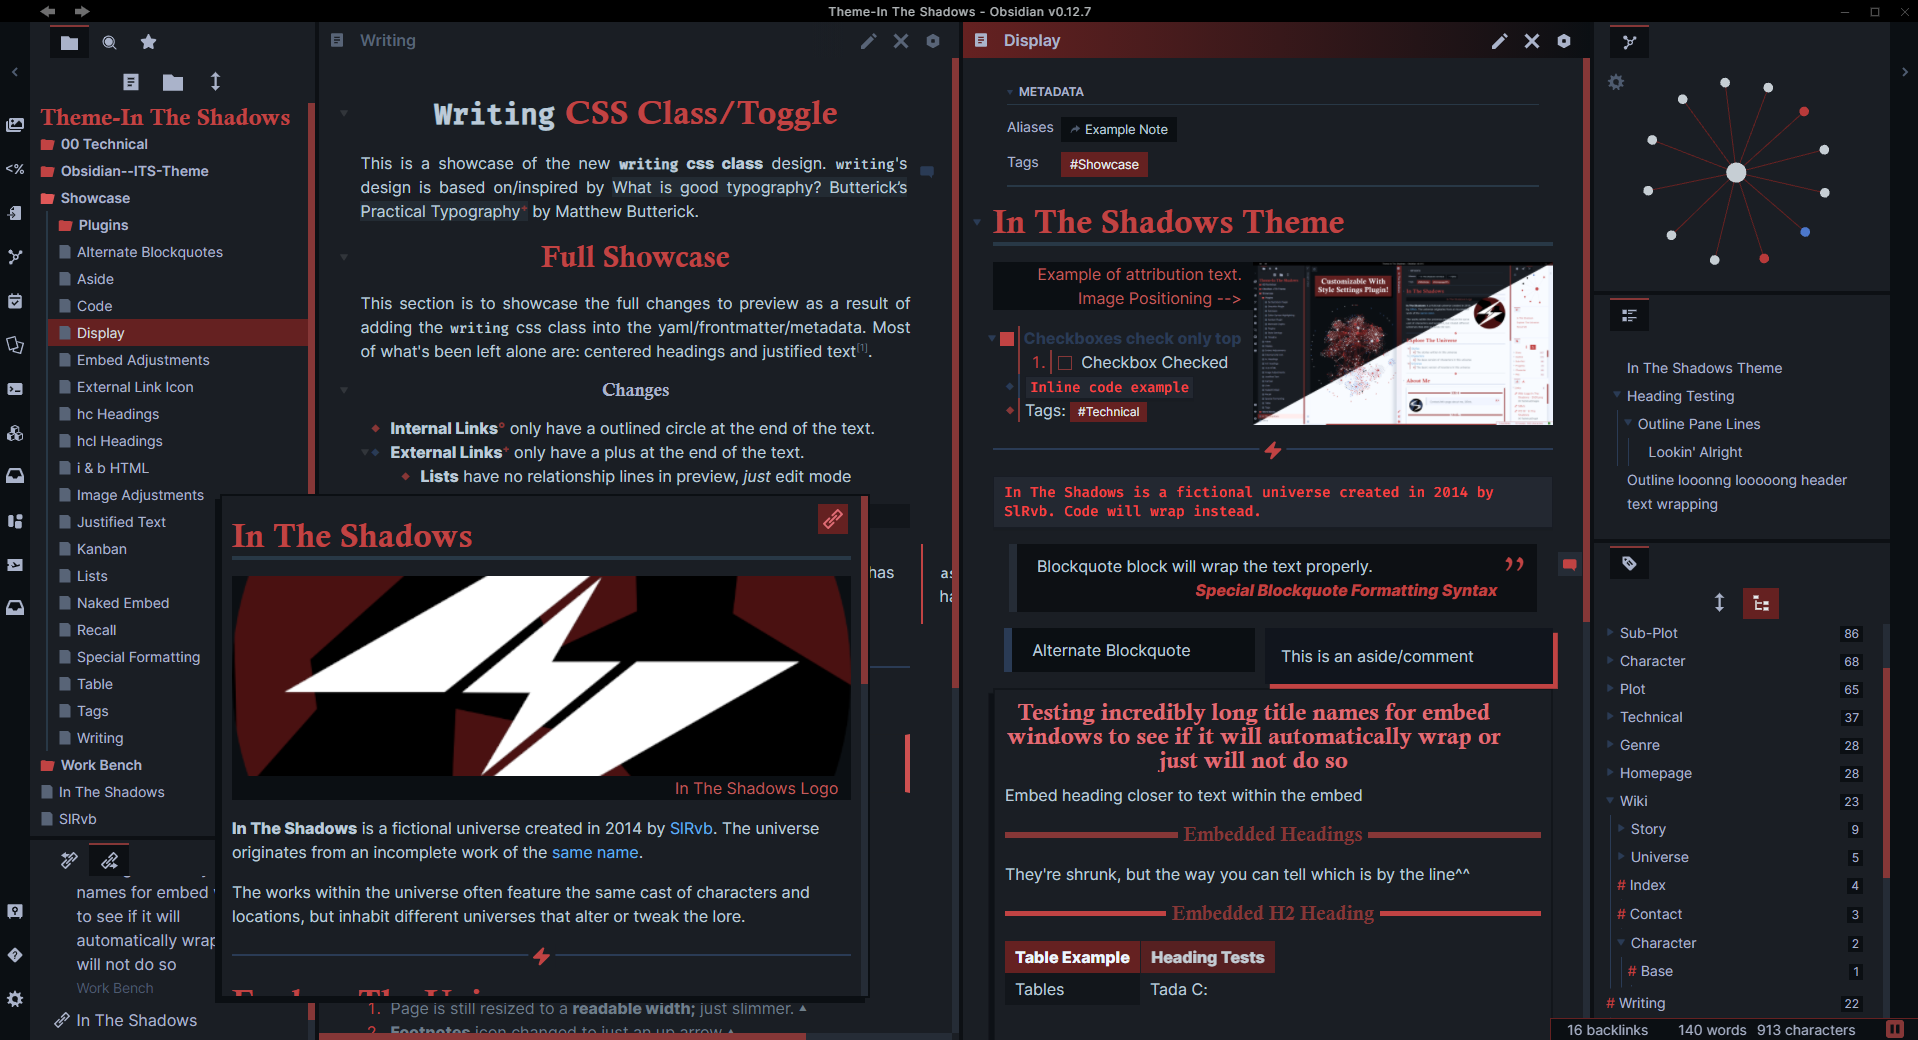 Theme-In The Shadows - Obsidian v0.12.7
Theme-In The Shadows
00 Technical
Obsidian--ITS-Theme
Showcase
Plugins
Alternate Blockquotes
Aside
Code
Display
Embed Adjustments
External Link Icon
hc Headings
hcl Headings
i & b HTML
Image Adjustments
Justified Text
Kanban
Lists
Naked Embed
Recall
Special Formatting
Table
Tags
Writing
Work Bench
In The Shadows
SlRvb
names for embed
to see if it will
automatically wrap
will not do so
Work Bench
In The Shadows
Writing
Writing CSS Class/Toggle
This is a showcase of the new writing css class design. writing's
design is based on/inspired by What is good typography? Butterick's
Practical Typography+ by Matthew Butterick.
Full Showcase
This section is to showcase the full changes to preview as a result of
adding the writing css class into the yaml/frontmatter/metadata. Most
of what's been left alone are: centered headings and justified text[1].
Changes
Internal Links° only have a outlined circle at the end of the text.
External Links+ only have a plus at the end of the text.
Lists have no relationship lines in preview, just edit mode
has
as
ha
In The Shadows
In The Shadows Logo
In The Shadows is a fictional universe created in 2014 by SlRvb. The universe
originates from an incomplete work of the same name.
The works within the universe often feature the same cast of characters and
locations, but inhabit different universes that alter or tweak the lore.
1. Page is still resized to a readable width; just slimmer.
2. Footnotes icon changed to just an up arrow
Display
METADATA
Aliases Example Note
Tags #Showcase
In The Shadows Theme
Example of attribution text.
Image Positioning -->
Customizable With
Style Settings Plugin!
Explore The Universe
About Me
Checkboxes check only top
1. Checkbox Checked
Inline code example
Tags: #Technical
In The Shadows is a fictional universe created in 2014 by
SlRvb. Code will wrap instead.
Blockquote block will wrap the text properly.
Special Blockquote Formatting Syntax
Alternate Blockquote
This is an aside/comment
Testing incredibly long title names for embed
windows to see if it will automatically wrap or
just will not do so
Embed heading closer to text within the embed
Embedded Headings
They're shrunk, but the way you can tell which is by the line^^
Embedded H2 Heading
Table Example Heading Tests
Tables Tada C:
In The Shadows Theme
Heading Testing
Outline Pane Lines
Lookin' Alright
Outline looonng looooong header
text wrapping
Sub-Plot 86
Character 68
Plot 65
Technical 37
Genre 28
Homepage 28
Wiki 23
Story 9
Universe 5
# Index 4
# Contact 3
Character 2
# Base 1
# Writing 22
16 backlinks 140 words 913 characters